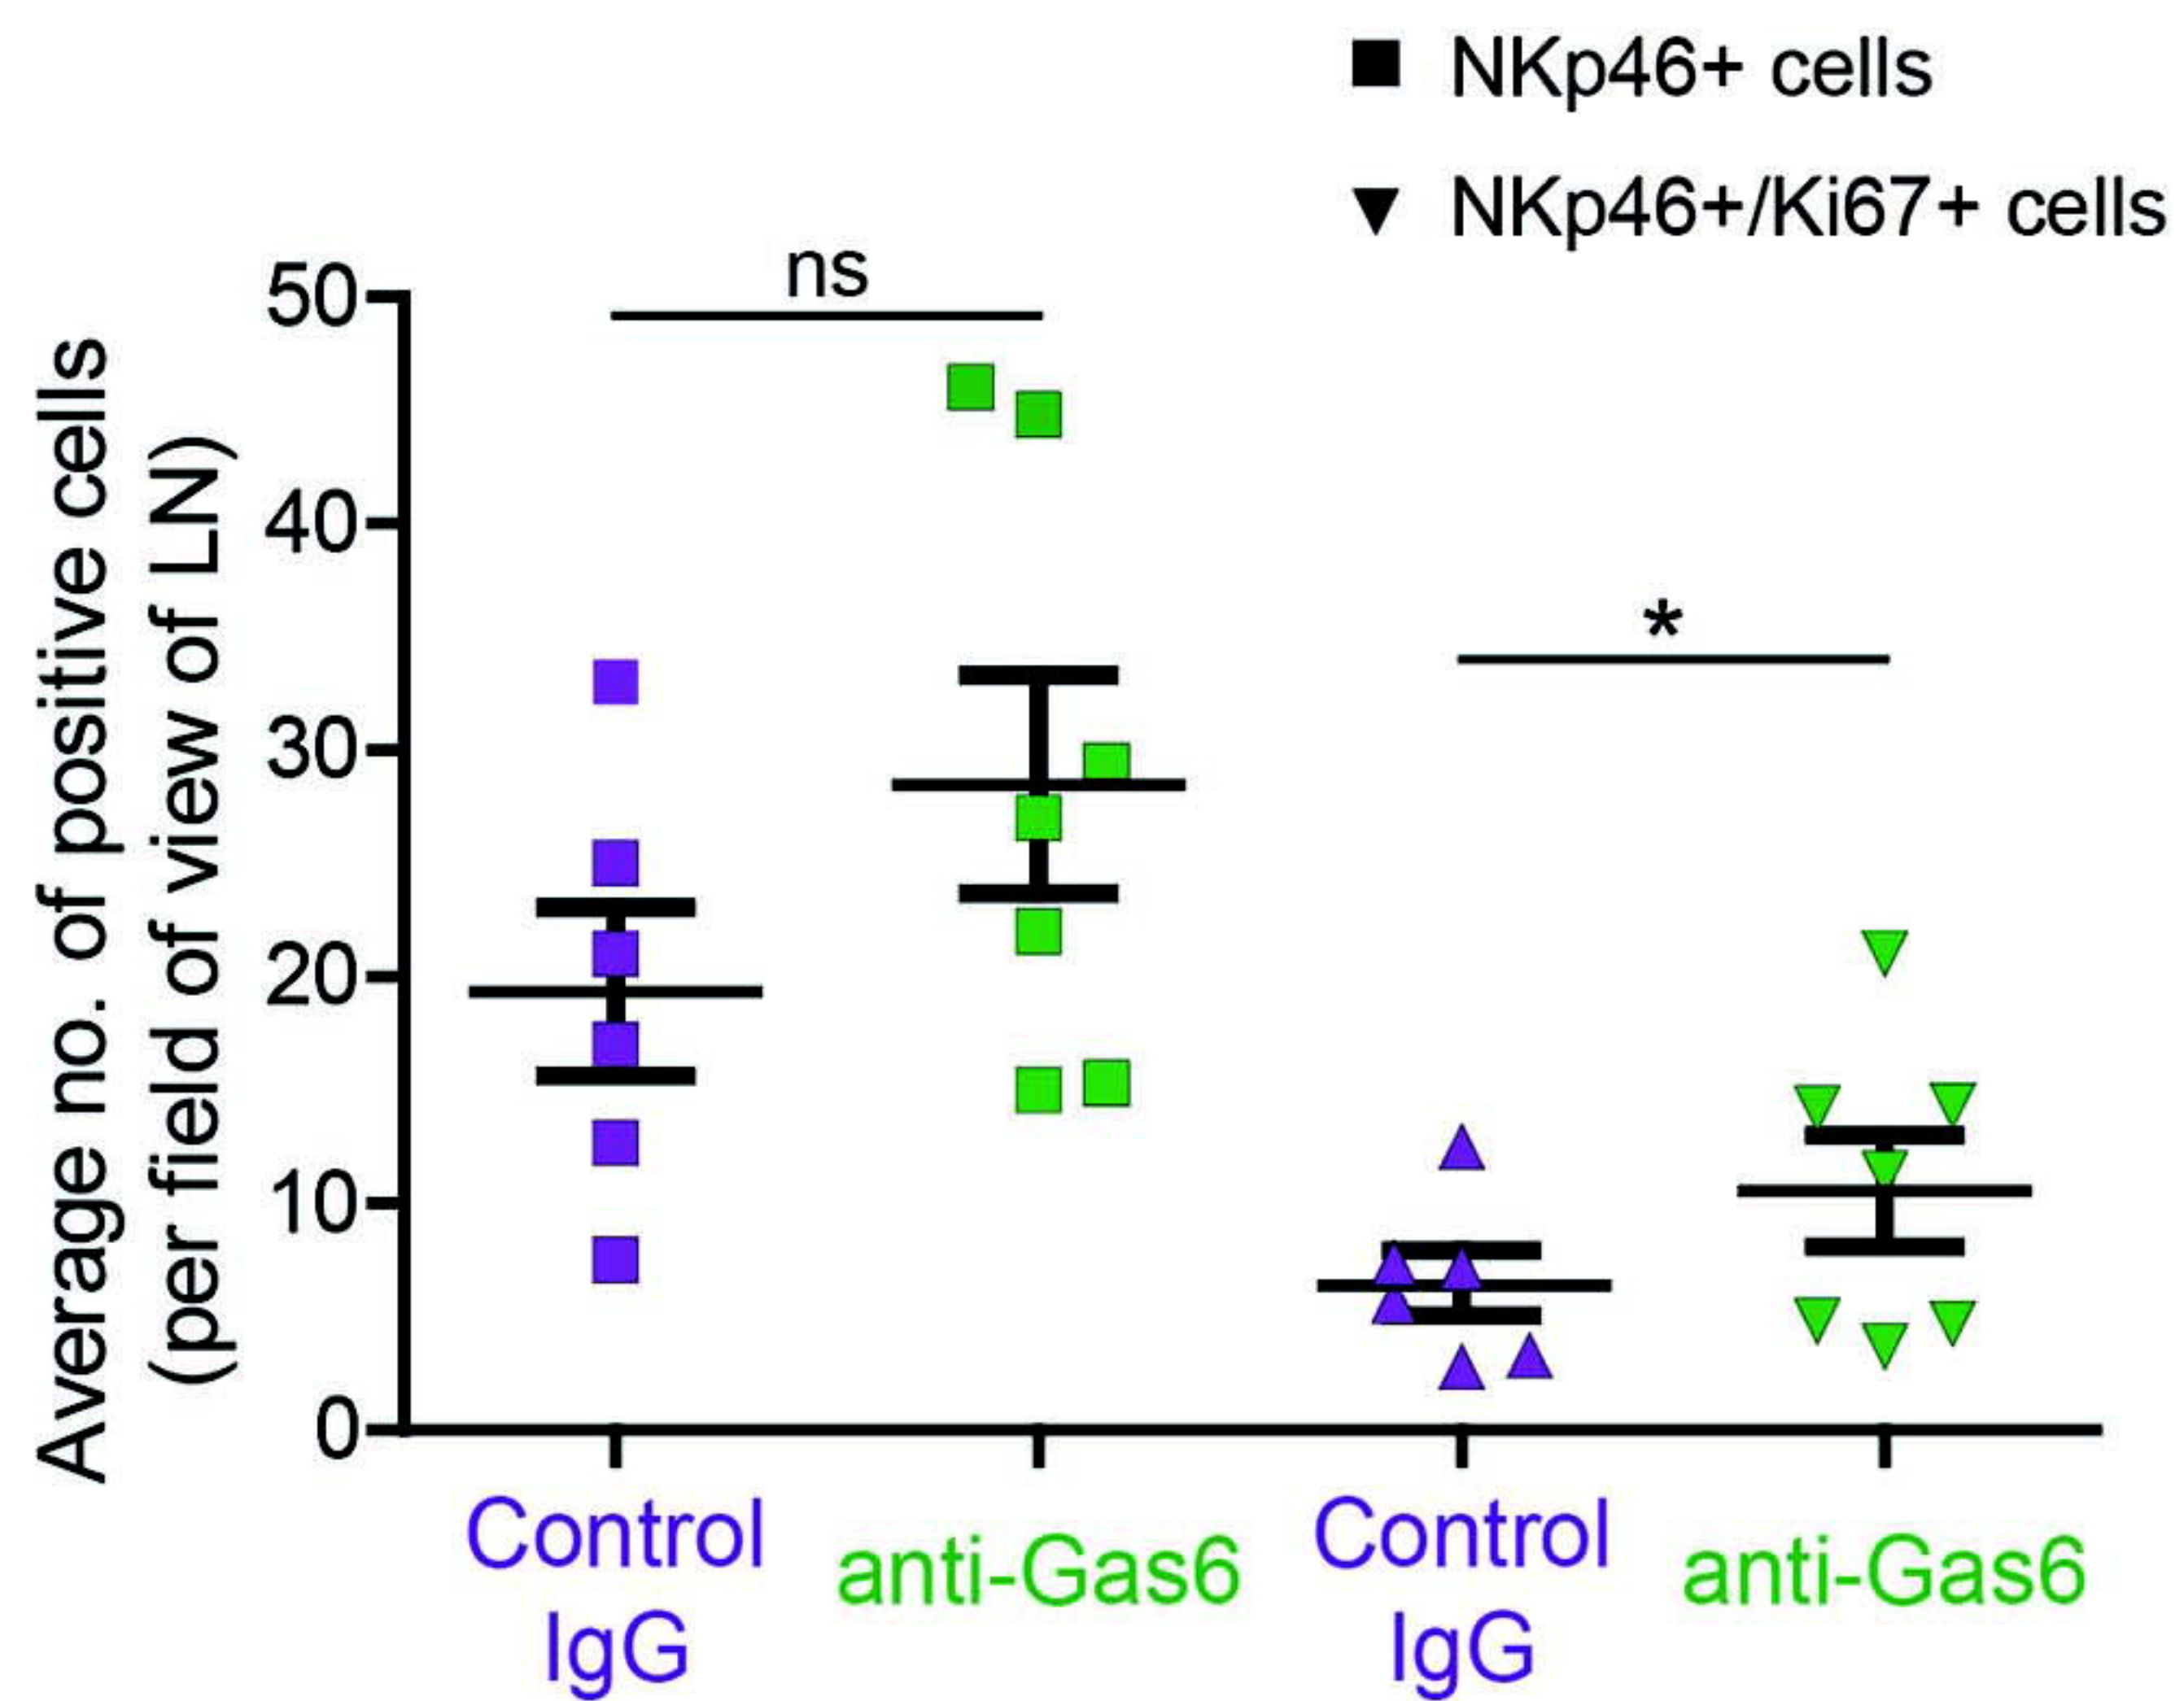 NKp46+ cells
NKp46+/Ki67+ cells
Average no. of positive cells
(per field of view of LN)
50
40
30
20
10
0
ns
*
Control
IgG
anti-Gas6
Control
IgG
anti-Gas6